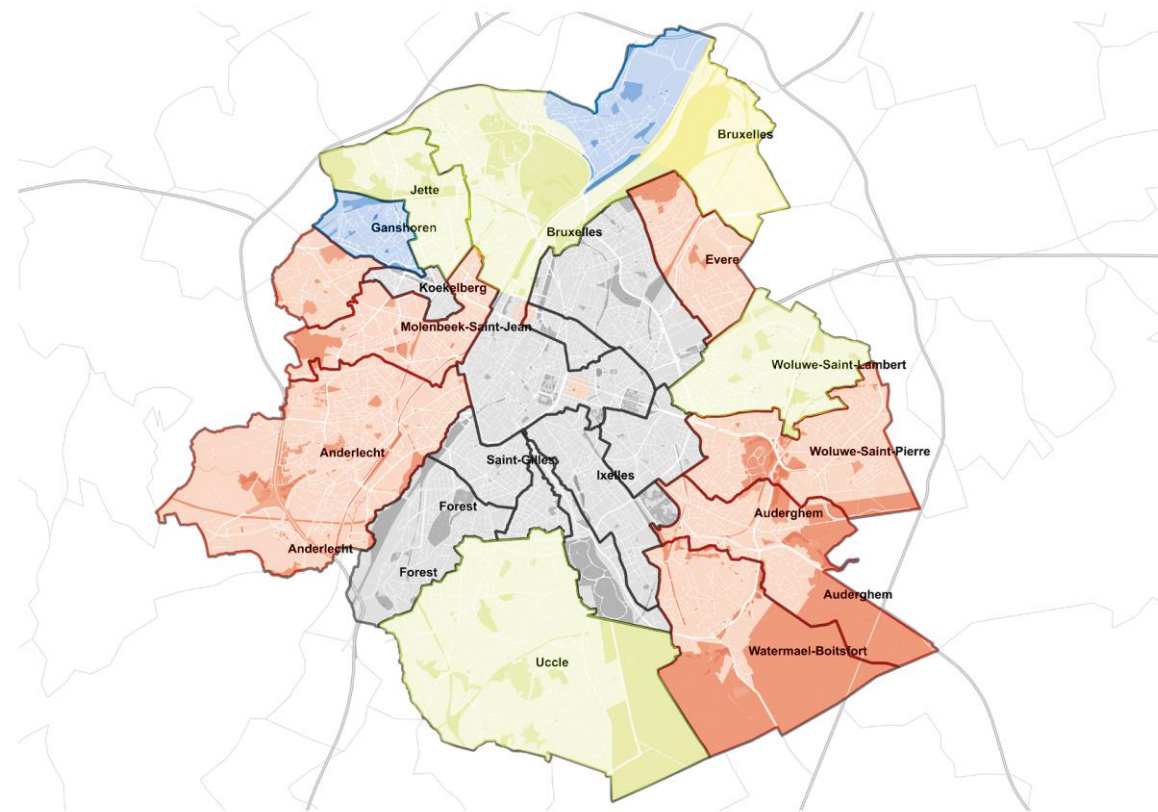 Bruxelles
Jette
Ganshoren
Bruxelles
Evere
Koekelberg
Molenbeek-Saint-Jean
Woluwe-Saint-Lambert
Anderlecht
Woluwe-Saint-Pierre
Saint-Gilles
Ixelles
Forest
Auderghem
Anderlecht
Forest
Auderghem
Watermael-Boitsfort
Uccle